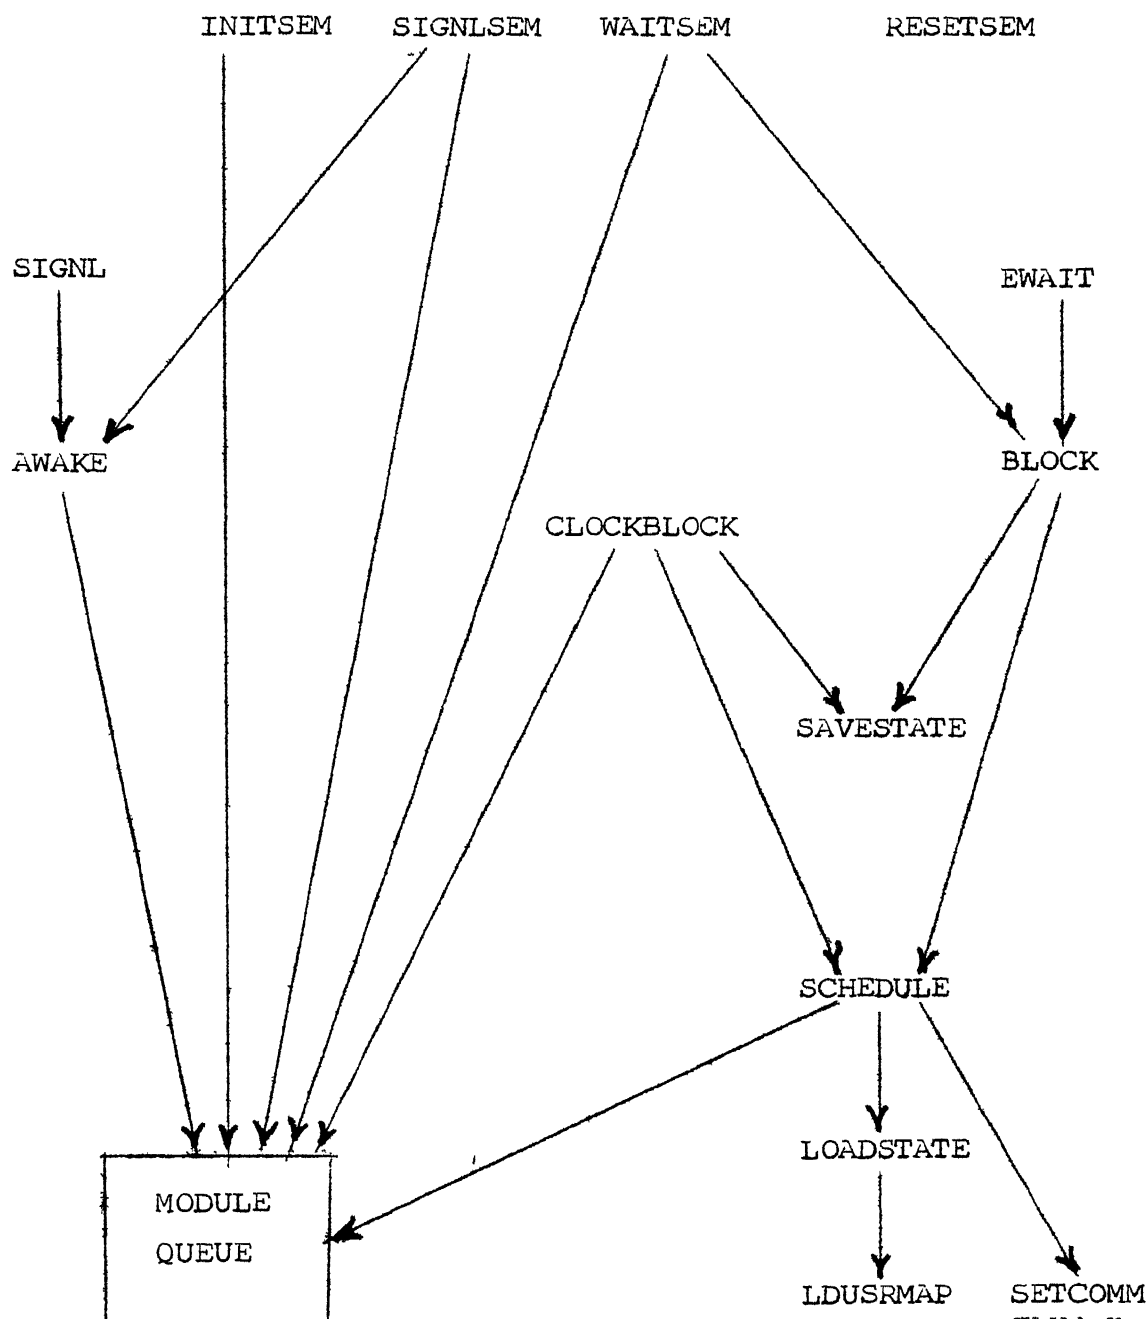 INITSEM SIGNLSEM WAITSEM RESETSEM
SIGNL
EWAIT
AWAKE
BLOCK
CLOCKBLOCK
SAVESTATE
SCHEDULE
LOADSTATE
MODULE
QUEUE
LDUSRMAP SETCOMM